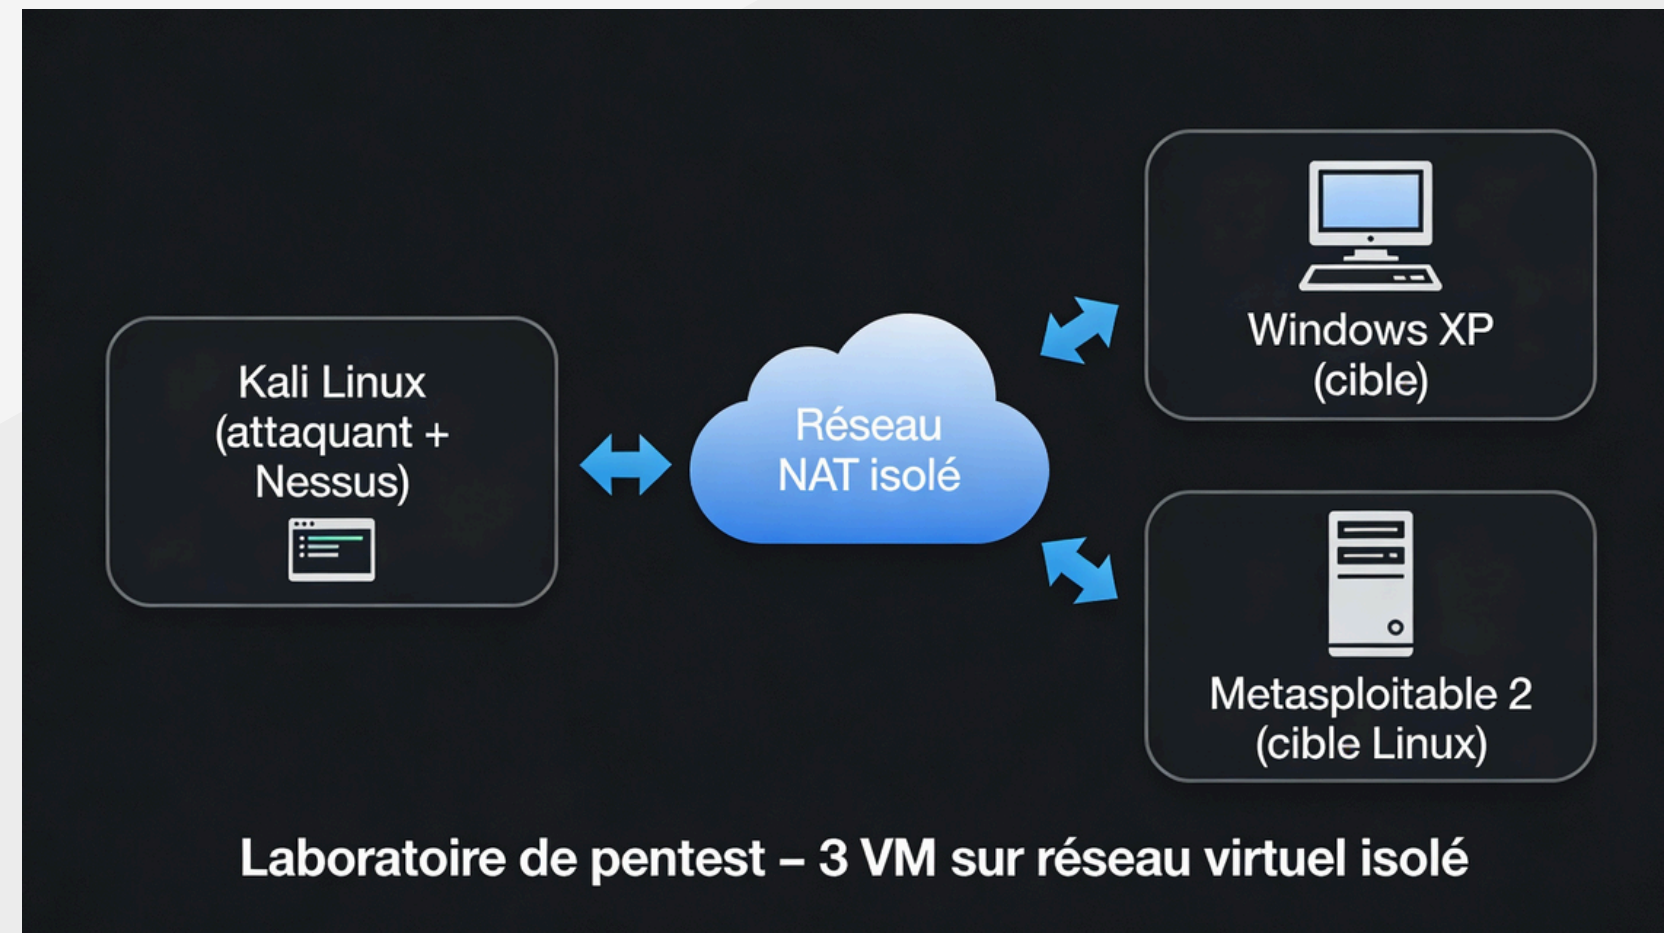 Kali Linux
(attaquant +
Nessus)
Réseau
NAT isolé
Windows XP
(cible)
Metasploitable 2
(cible Linux)
Laboratoire de pentest – 3 VM sur réseau virtuel isolé